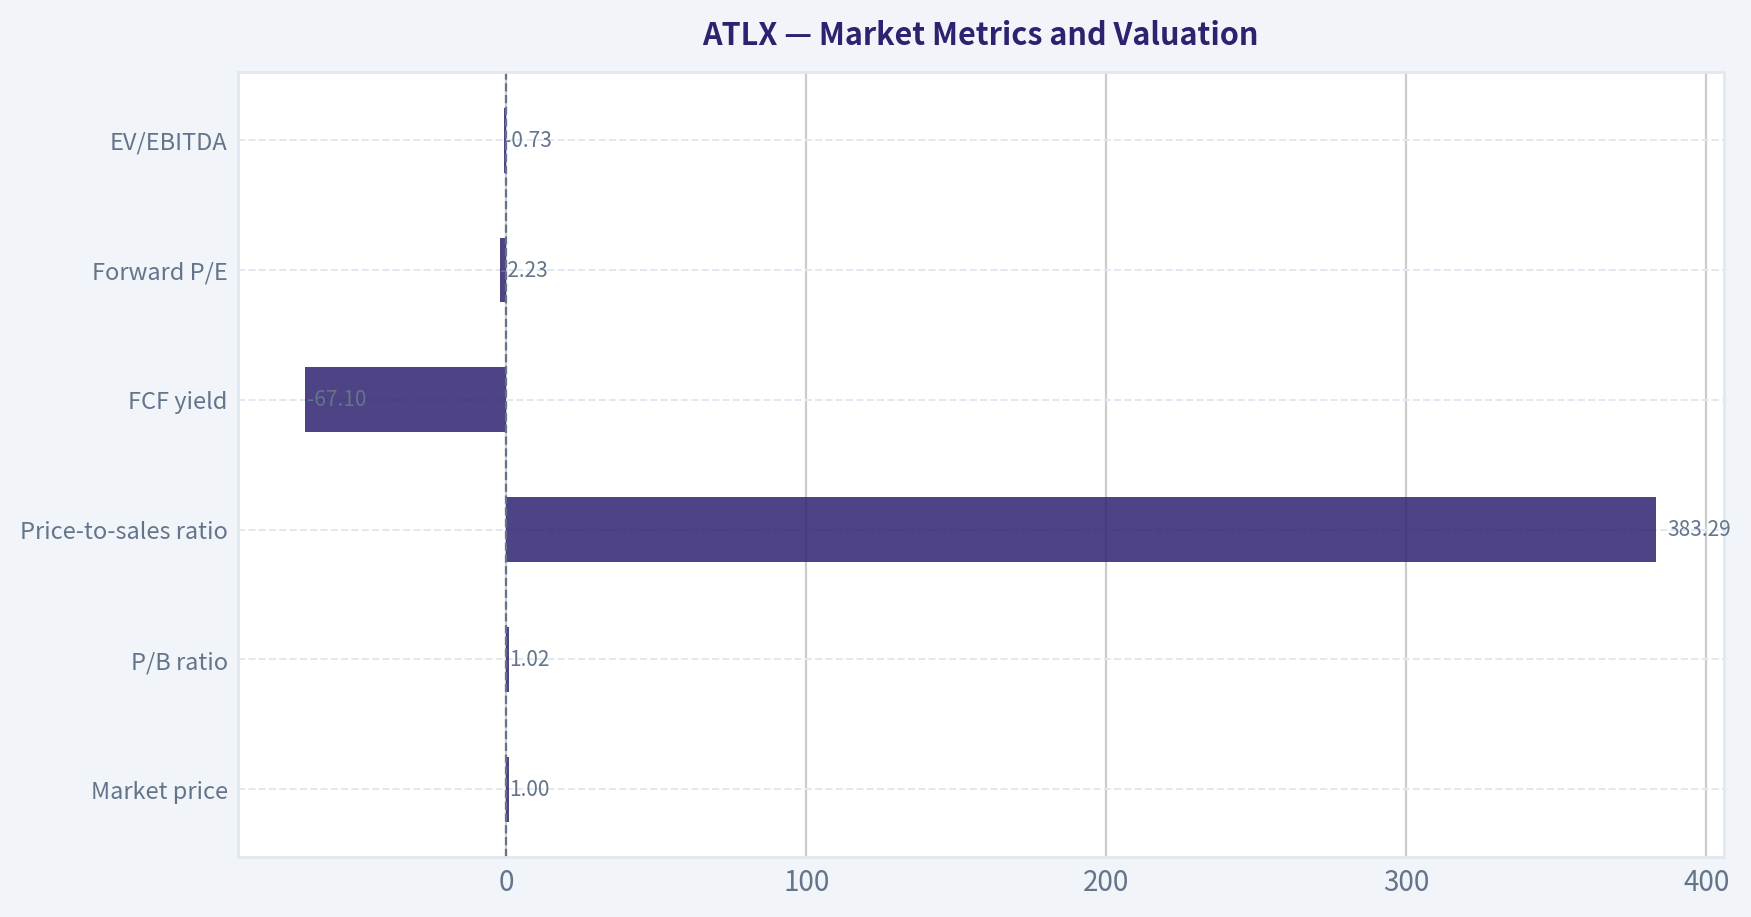 ATLX — Market Metrics and Valuation
EV/EBITDA
-0.73
Forward P/E
-2.23
FCF yield
-67.10
Price-to-sales ratio
383.29
P/B ratio
1.02
Market price
1.00
0 100 200 300 400